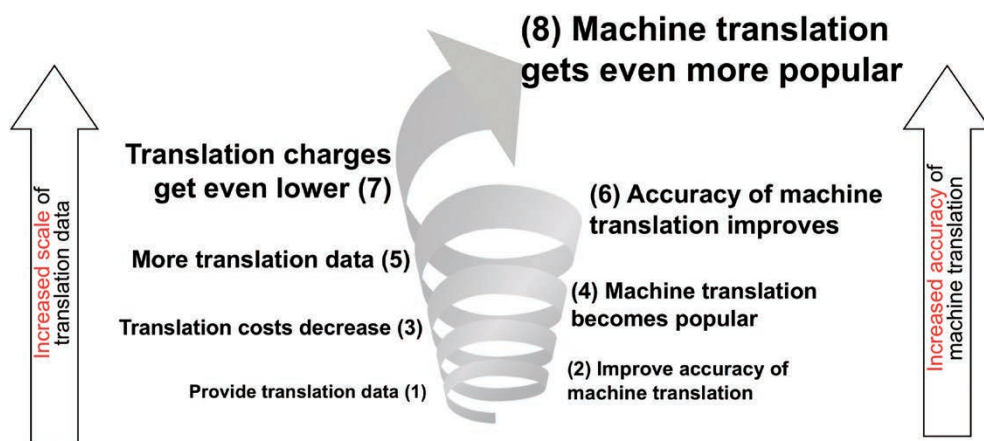 (8) Machine translation
gets even more popular
Translation charges
get even lower (7)
(6) Accuracy of machine
translation improves
More translation data (5)
(4) Machine translation
becomes popular
Translation costs decrease (3)
(2) Improve accuracy of
machine translation
Provide translation data (1)
Increased scale of
translation data
Increased accuracy of
machine translation